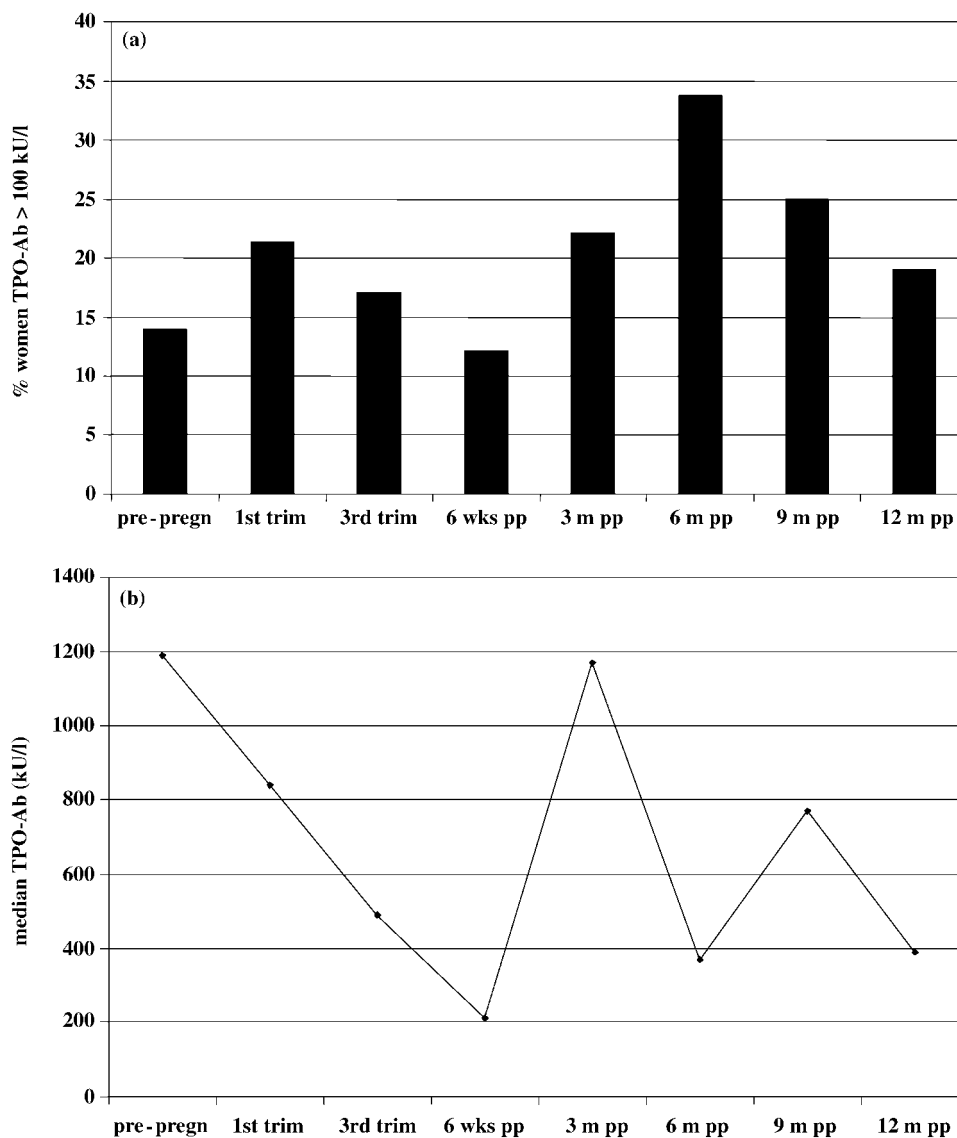 (a)
% women TPO-Ab > 100 kU/l
40
35
30
25
20
15
10
5
0
pre-pregn 1st trim 3rd trim 6 wks pp 3 m pp 6 m pp 9 m pp 12 m pp
(b)
median TPO-Ab (kU/l)
1400
1200
1000
800
600
400
200
0
pre-pregn 1st trim 3rd trim 6 wks pp 3 m pp 6 m pp 9 m pp 12 m pp